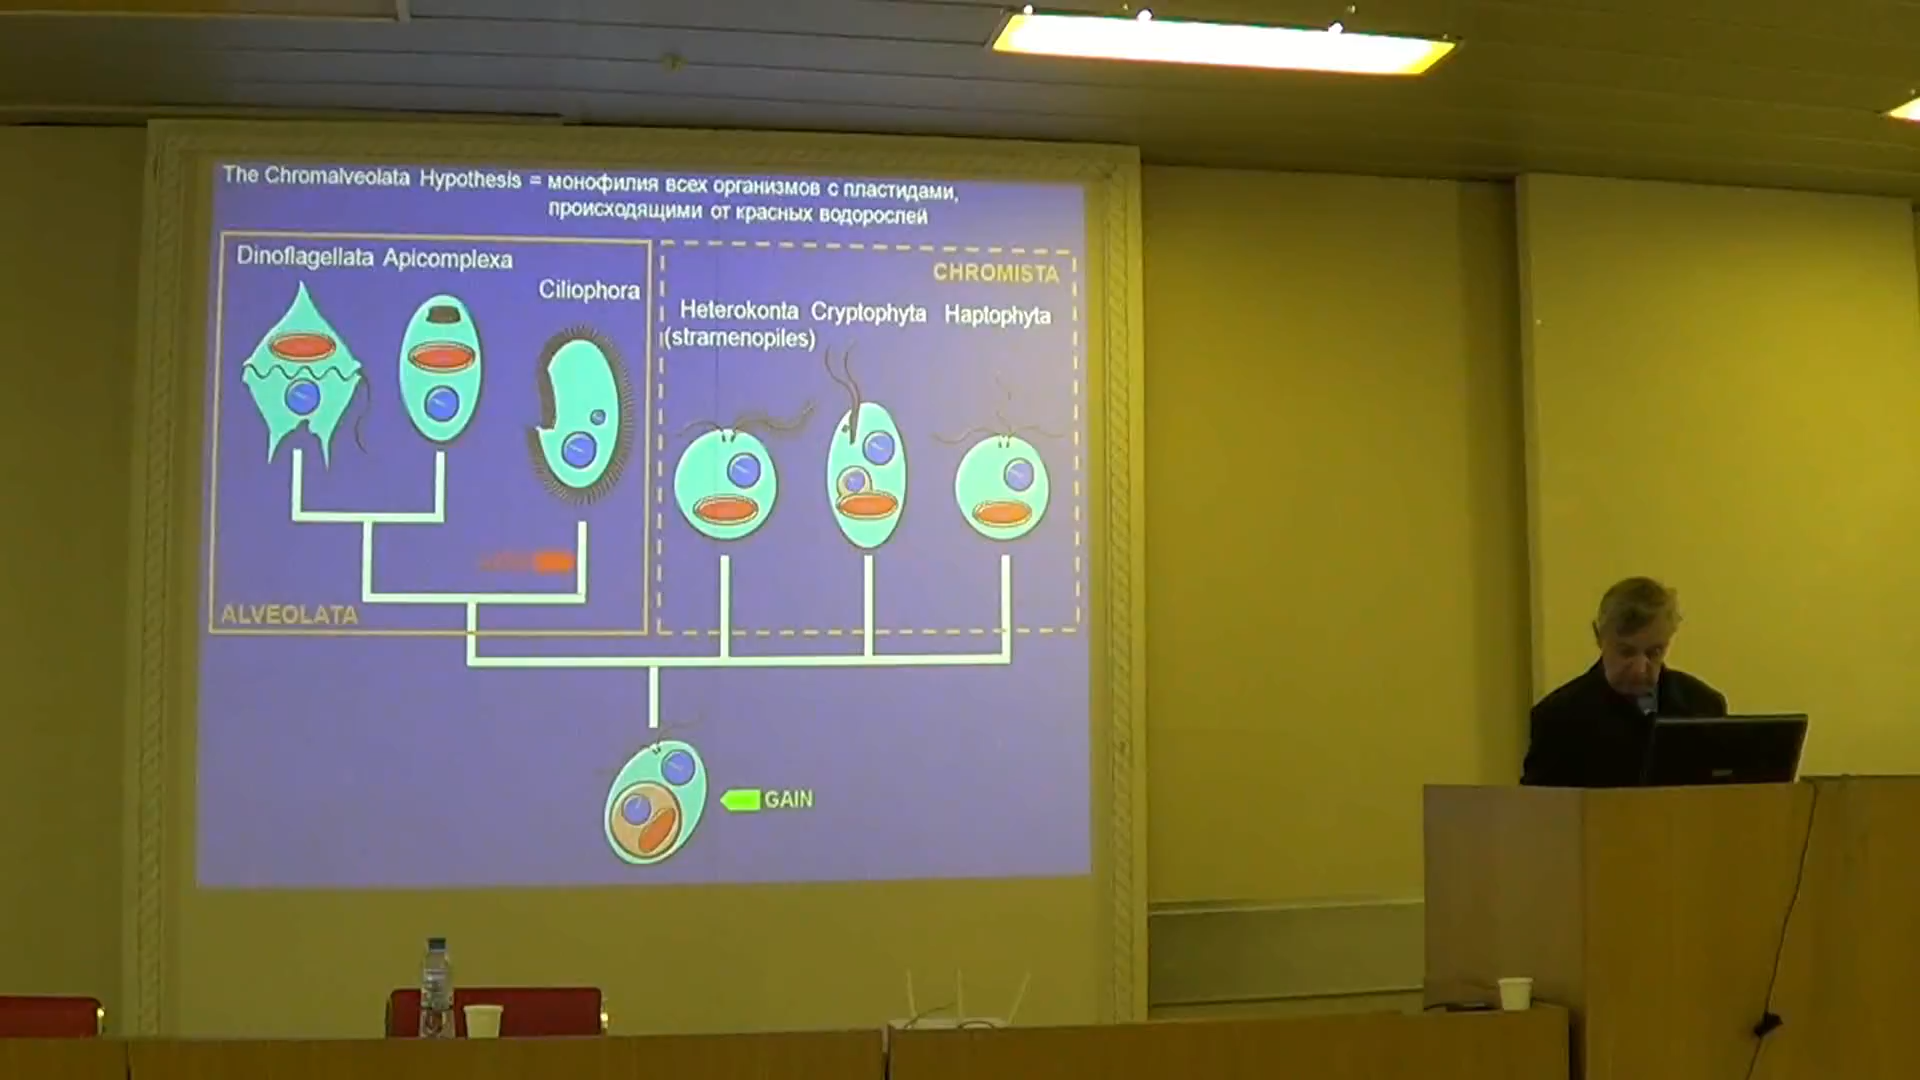 The Chromalveolata Hypothesis = монофилия всех организмов с пластидами,
происходящими от красных водорослей
Dinoflagellata Apicomplexa
Ciliophora
CHROMISTA
Heterokonta Cryptophyta Haptophyta
(stramenopiles)
ALVEOLATA
GAIN